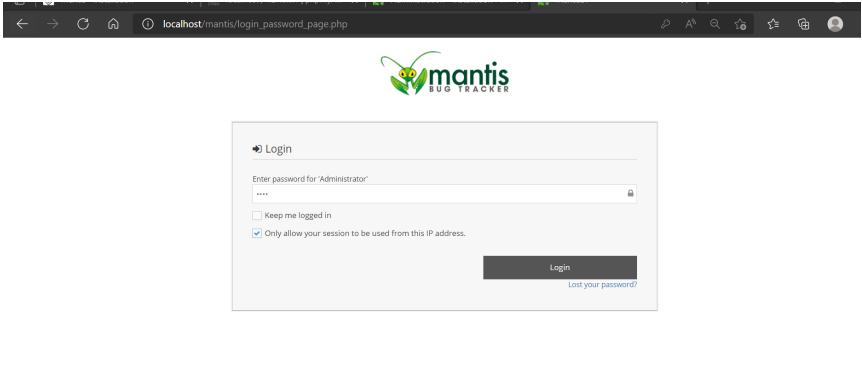 localhost/mantis/login_password_page.php
mantis
BUG TRACKER
Login
Enter password for 'Administrator'
....
Keep me logged in
Only allow your session to be used from this IP address.
Login
Lost your password?